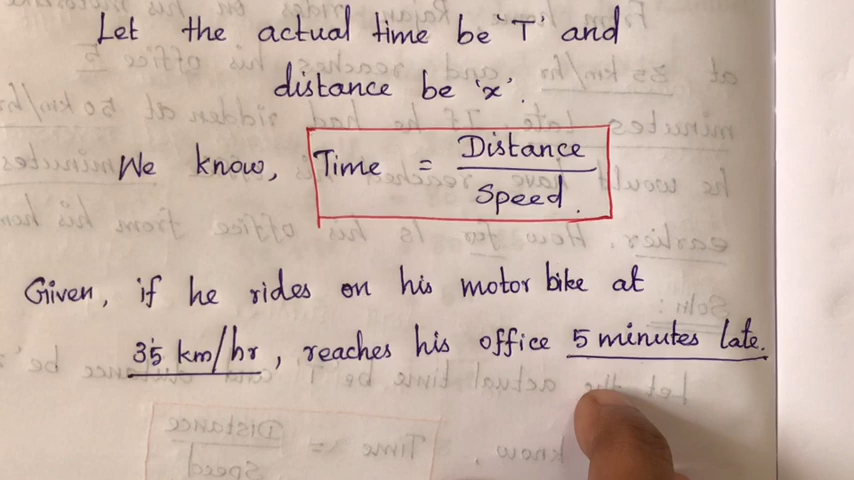 Let the actual time be 'T' and
distance be 'x'.
We know, Time = Distance
Speed.
Given, if he rides on his motor bike at
35 km/hr, reaches his office 5 minutes late.